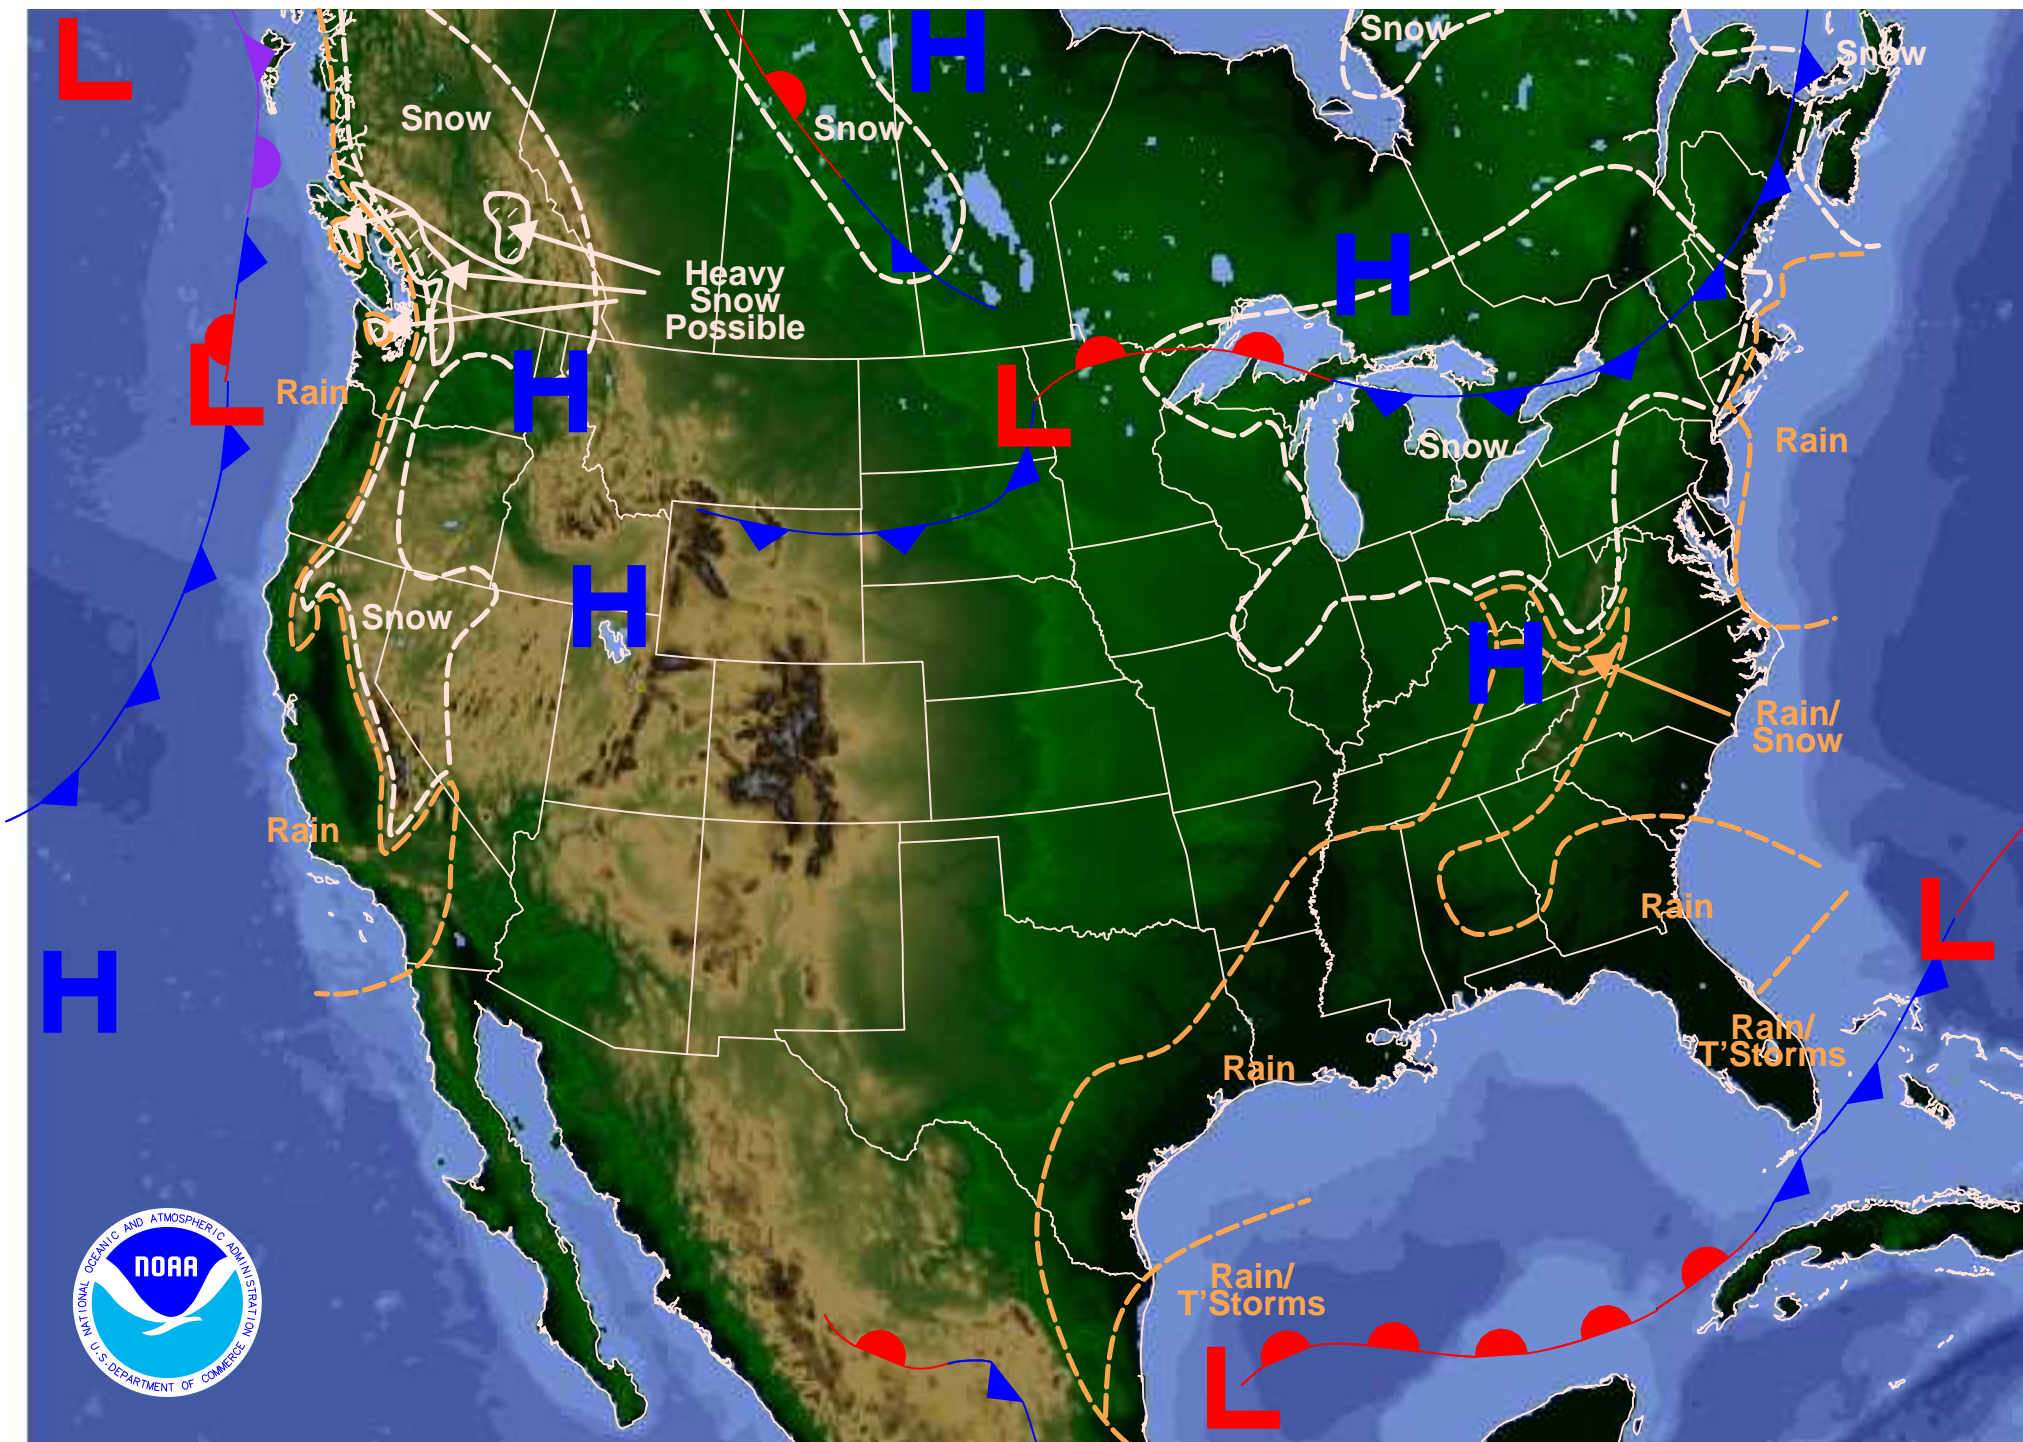 L
H
Snow
Snow
Snow
Snow
H
Heavy
Snow
Possible
L
Rain
H
L
Snow
Rain
H
Snow
H
Rain/
Snow
Rain
H
L
Rain
Rain/
T'Storms
Rain
Rain/
T'Storms
L
NATIONAL OCEANIC AND ATMOSPHERIC ADMINISTRATION
NOAA
U.S. DEPARTMENT OF COMMERCE